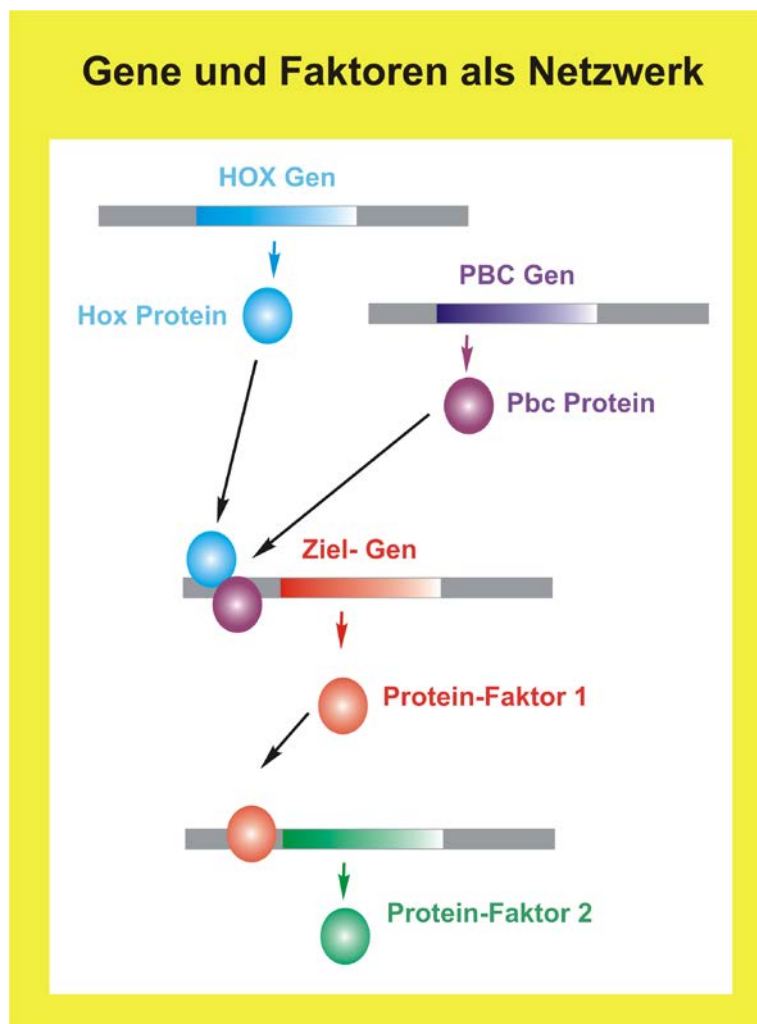 Gene und Faktoren als Netzwerk
HOX Gen
PBC Gen
Hox Protein
Pbc Protein
Ziel- Gen
Protein-Faktor 1
Protein-Faktor 2